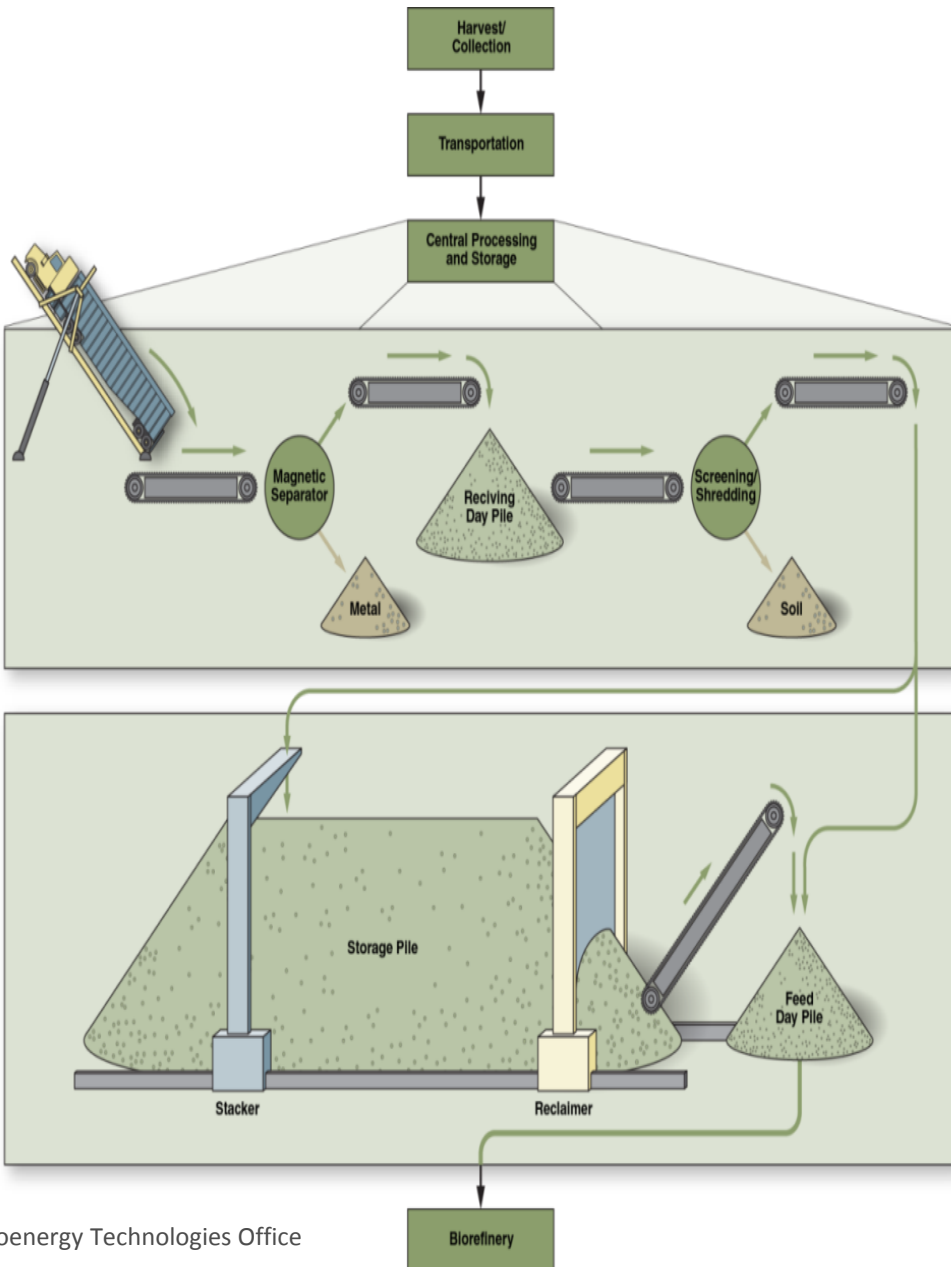 Harvest/
Collection
Transportation
Central Processing
and Storage
Magnetic
Separator
Reciving
Day Pile
Screening/
Shredding
Metal
Soil
Storage Pile
Feed
Day Pile
Stacker
Reclaimer
oenergy Technologies Office
Biorefinery